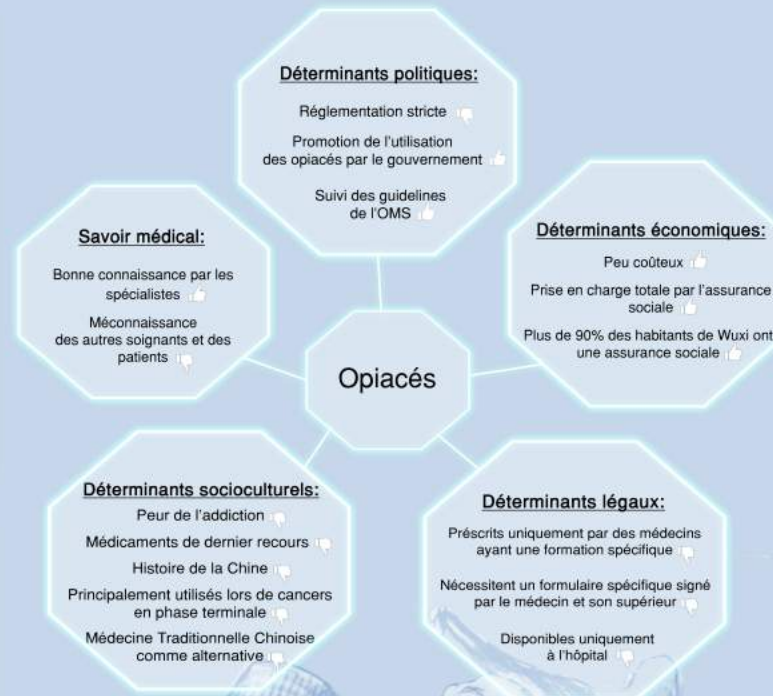 Déterminants politiques:
Réglementation stricte
Promotion de l'utilisation
des opiacés par le gouvernement
Suivi des guidelines
de l'OMS
Savoir médical:
Bonne connaissance par les
spécialistes
Méconnaissance
des autres soignants et des
patients
Déterminants économiques:
Peu coûteux
Prise en charge totale par l'assurance
sociale
Plus de 90% des habitants de Wuxi ont
une assurance sociale
Opiacés
Déterminants socioculturels:
Peur de l'addiction
Médicaments de dernier recours
Histoire de la Chine
Principalement utilisés lors de cancers
en phase terminale
Médecine Traditionnelle Chinoise
comme alternative
Déterminants légaux:
Préscrits uniquement par des médecins
ayant une formation spécifique
Nécessitent un formulaire spécifique signé
par le médecin et son supérieur
Disponibles uniquement
à l'hôpital